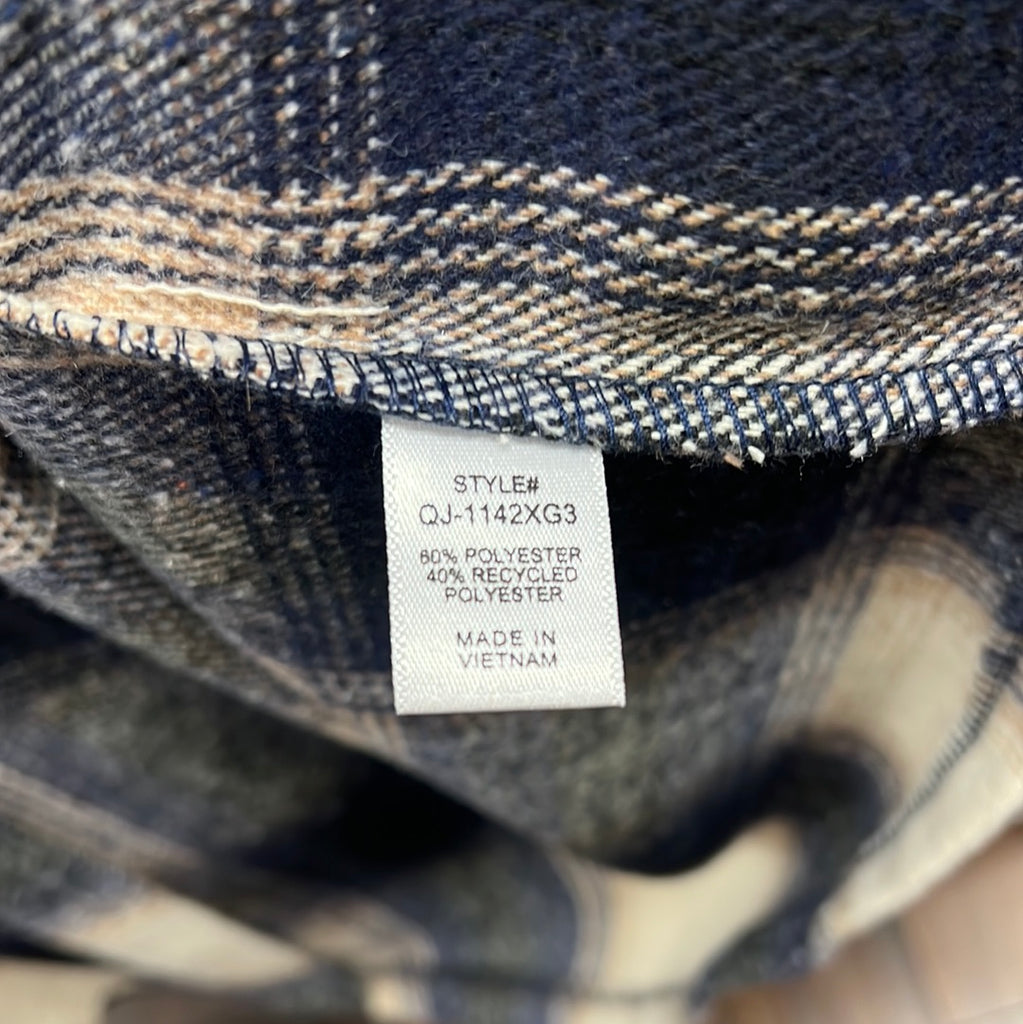 STYLE#
QJ-1142XG3
60% POLYESTER
40% RECYCLED
POLYESTER
MADE IN
VIETNAM